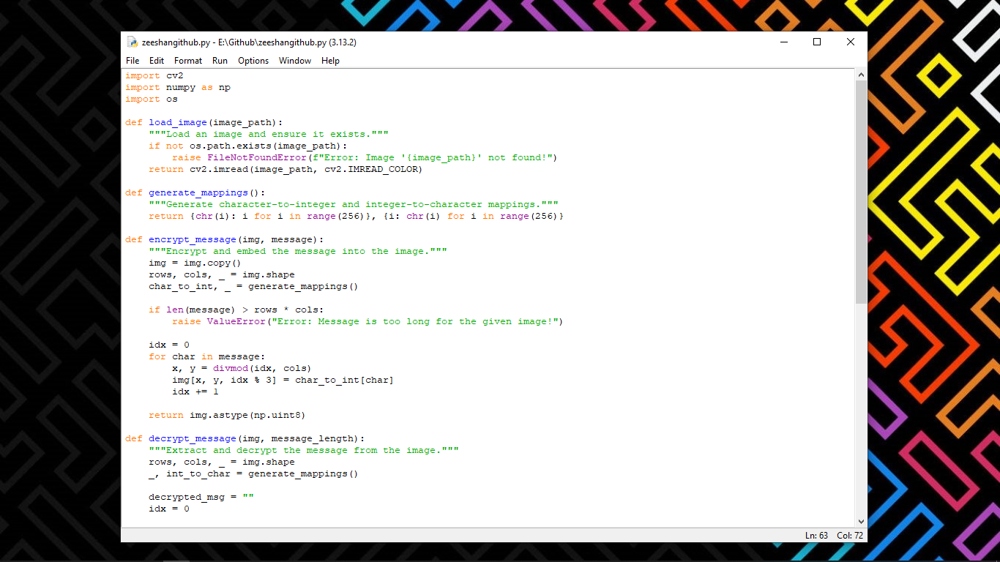 zeeshangithub.py - E:\Github\zeeshangithub.py (3.13.2)
File Edit Format Run Options Window Help
import cv2
import numpy as np
import os

def load_image(image_path):
    """Load an image and ensure it exists."""
    if not os.path.exists(image_path):
        raise FileNotFoundError(f"Error: Image '{image_path}' not found!")
    return cv2.imread(image_path, cv2.IMREAD_COLOR)

def generate_mappings():
    """Generate character-to-integer and integer-to-character mappings."""
    return {chr(i): i for i in range(256)}, {i: chr(i) for i in range(256)}

def encrypt_message(img, message):
    """Encrypt and embed the message into the image."""
    img = img.copy()
    rows, cols, _ = img.shape
    char_to_int, _ = generate_mappings()

    if len(message) > rows * cols:
        raise ValueError("Error: Message is too long for the given image!")

    idx = 0
    for char in message:
        x, y = divmod(idx, cols)
        img[x, y, idx % 3] = char_to_int[char]
        idx += 1

    return img.astype(np.uint8)

def decrypt_message(img, message_length):
    """Extract and decrypt the message from the image."""
    rows, cols, _ = img.shape
    _, int_to_char = generate_mappings()

    decrypted_msg = ""
    idx = 0
Ln: 63 Col: 72